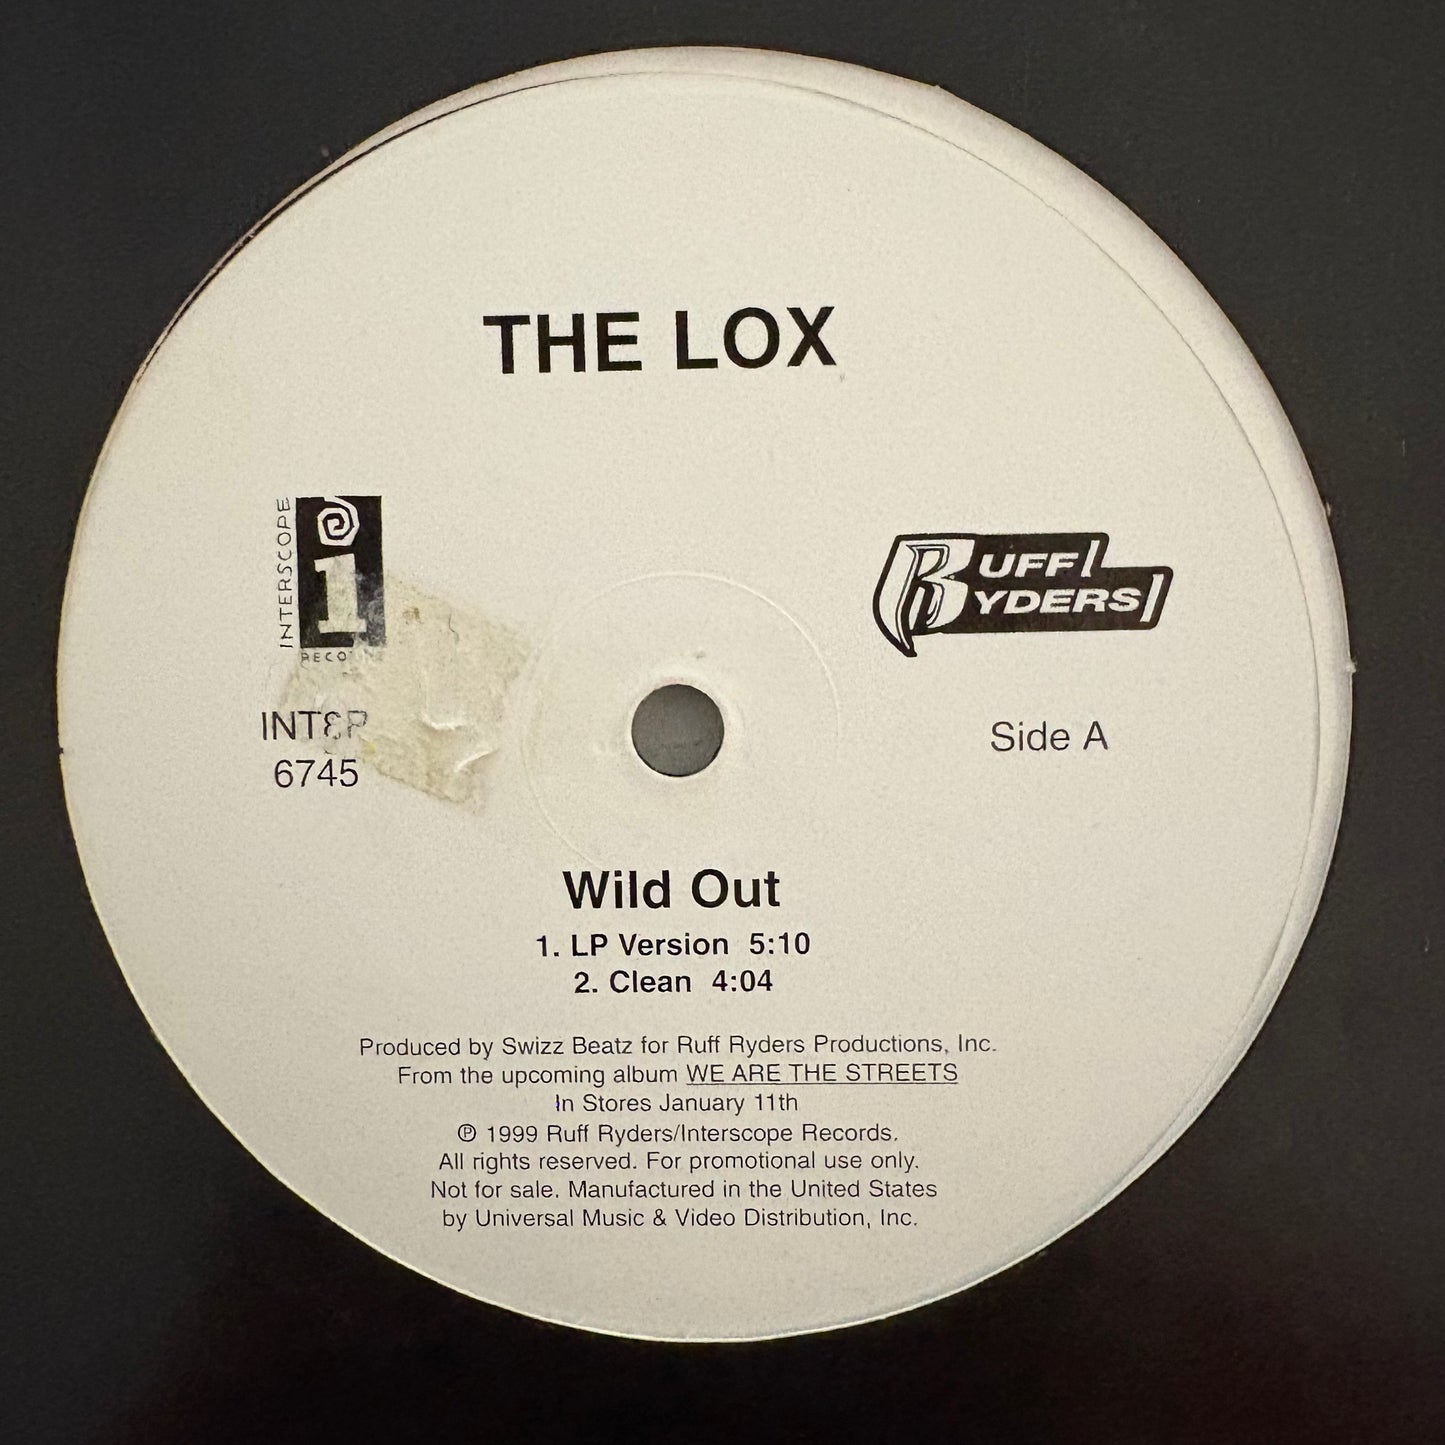 THE LOX
INTERSCOPE
RUFF
RYDERS
6745
Side A
Wild Out
1. LP Version 5:10
2. Clean 4:04
Produced by Swizz Beatz for Ruff Ryders Productions, Inc.
From the upcoming album WE ARE THE STREETS
In Stores January 11th
℗ 1999 Ruff Ryders/Interscope Records.
All rights reserved. For promotional use only.
Not for sale. Manufactured in the United States
by Universal Music & Video Distribution, Inc.